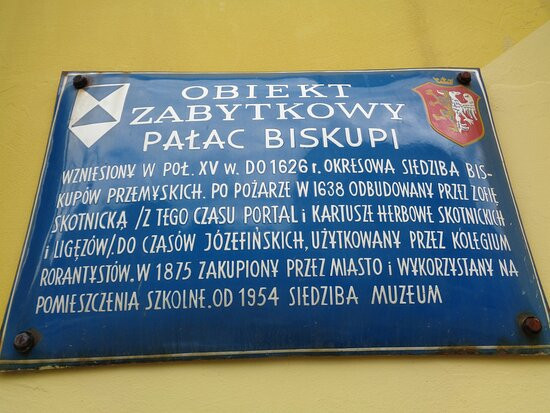 OBIEKT
ZABYTKOWY
PAŁAC BISKUPI
WZNIESIONY W POŁ. XV w. DO 1626 r. OKRESOWA SIEDZIBA BIS-
KUPÓW PRZEMYSKICH. PO POŻARZE W 1638 ODBUDOWANY PRZEZ ZOFIĘ
SKOTNICKĄ /Z TEGO CZASU PORTAL i KARTUSZE HERBOWE SKOTNICKICH
i LIGĘZÓW/ DO CZASÓW JÓZEFIŃSKICH, UŻYTKOWANY PRZEZ KOLEGIUM
RORANTYSTÓW. W 1875 ZAKUPIONY PRZEZ MIASTO i WYKORZYSTANY NA
POMIESZCZENIA SZKOLNE. OD 1954 SIEDZIBA MUZEUM